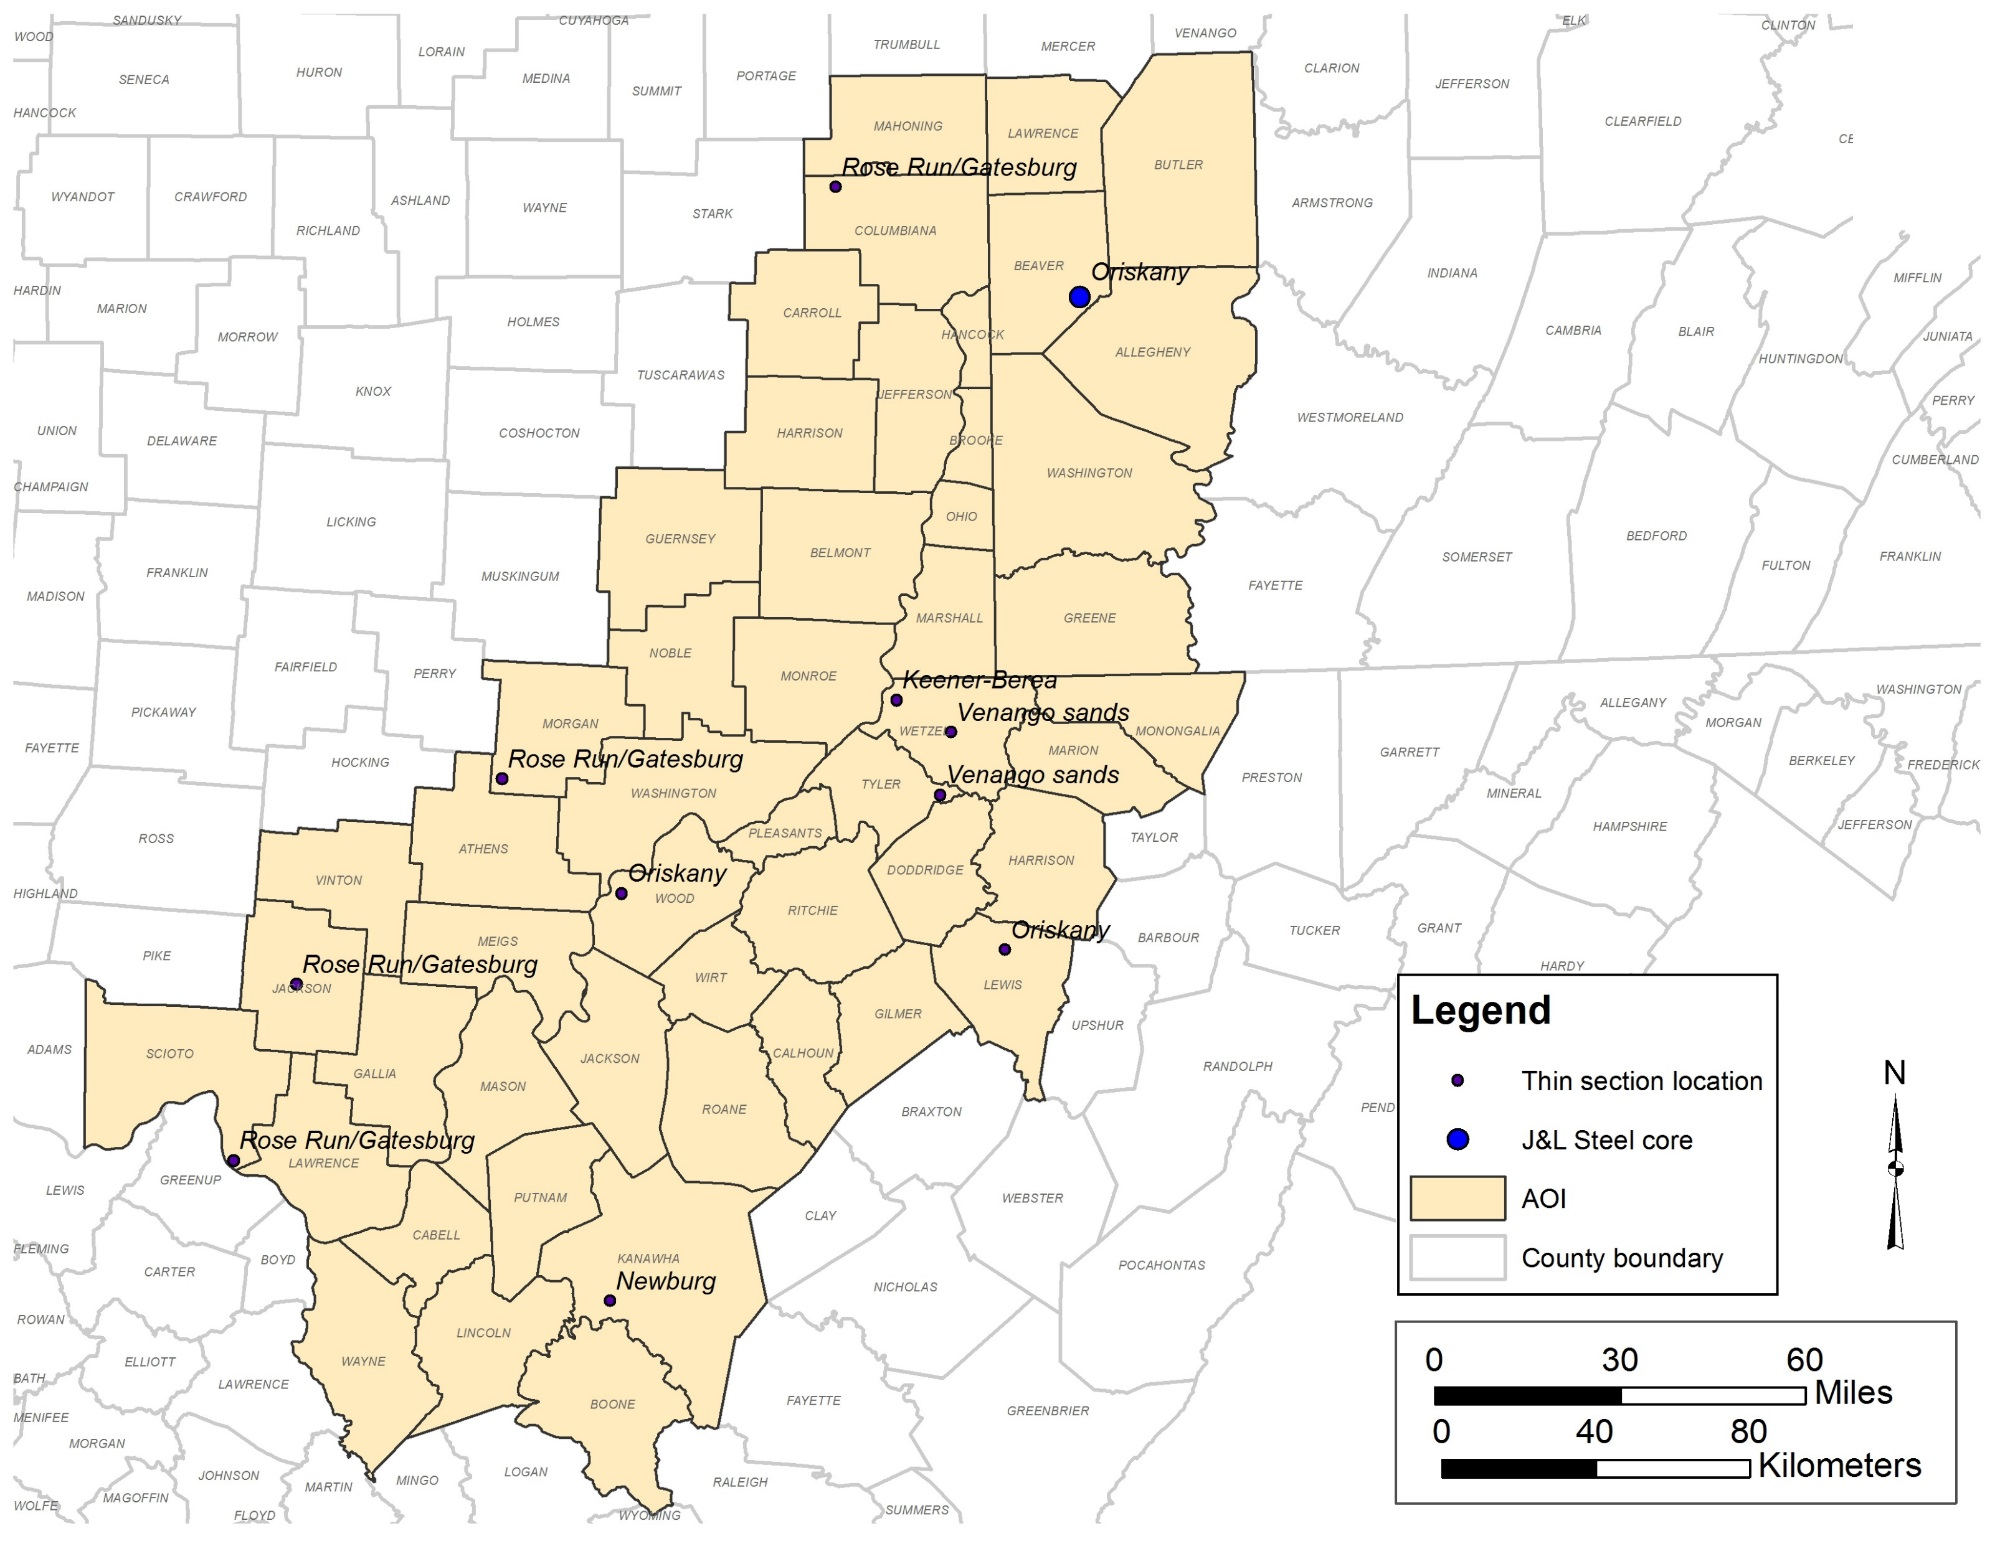 SANDUSKY
CUYAHOGA
ELK
CLINTON
WOOD
LORAIN
TRUMBULL
MERCER
VENANGO
SENECA
HURON
MEDINA
SUMMIT
PORTAGE
CLARION
JEFFERSON
HANCOCK
MAHONING
LAWRENCE
CLEARFIELD
CE
Rose Run/Gatesburg
BUTLER
WYANDOT
CRAWFORD
ASHLAND
WAYNE
STARK
ARMSTRONG
RICHLAND
COLUMBIANA
BEAVER
Oriskany
INDIANA
MIFFLIN
HARDIN
MARION
MORROW
HOLMES
CARROLL
HANCOCK
ALLEGHENY
CAMBRIA
BLAIR
JUNIATA
HUNTINGDON
KNOX
TUSCARAWAS
JEFFERSON
PERRY
UNION
DELAWARE
COSHOCTON
HARRISON
BROOKE
WESTMORELAND
CHAMPAIGN
WASHINGTON
CUMBERLAND
LICKING
OHIO
GUERNSEY
BELMONT
BEDFORD
FRANKLIN
MUSKINGUM
SOMERSET
FULTON
FRANKLIN
MADISON
FAYETTE
MARSHALL
GREENE
FAIRFIELD
PERRY
NOBLE
MONROE
Keener-Berea
WASHINGTON
ALLEGANY
PICKAWAY
MORGAN
Venango sands
WETZEL
MONONGALIA
MORGAN
FAYETTE
HOCKING
Rose Run/Gatesburg
MARION
GARRETT
BERKELEY
FREDERICK
WASHINGTON
TYLER
Venango sands
PRESTON
MINERAL
ROSS
ATHENS
PLEASANTS
TAYLOR
HAMPSHIRE
JEFFERSON
VINTON
Oriskany
WOOD
DODDRIDGE
HARRISON
HIGHLAND
RITCHIE
Oriskany
BARBOUR
TUCKER
GRANT
PIKE
MEIGS
Rose Run/Gatesburg
JACKSON
WIRT
LEWIS
HARDY
Legend
GILMER
UPSHUR
ADAMS
SCIOTO
GALLIA
MASON
JACKSON
CALHOUN
RANDOLPH
Thin section location
ROANE
BRAXTON
PEND
N
Rose Run/Gatesburg
LAWRENCE
J&L Steel core
LEWIS
GREENUP
PUTNAM
CLAY
WEBSTER
AOI
FLEMING
CARTER
BOYD
CABELL
KANAWHA
Newburg
NICHOLAS
POCAHONTAS
County boundary
ROWAN
ELLIOTT
WAYNE
LINCOLN
BATH
LAWRENCE
BOONE
FAYETTE
GREENBRIER
0 30 60
Miles
0 40 80
Kilometers
MENIFEE
MORGAN
JOHNSON
MARTIN
MINGO
LOGAN
RALEIGH
WOLFE
MAGOFFIN
FLOYD
WYOMING
SUMMERS